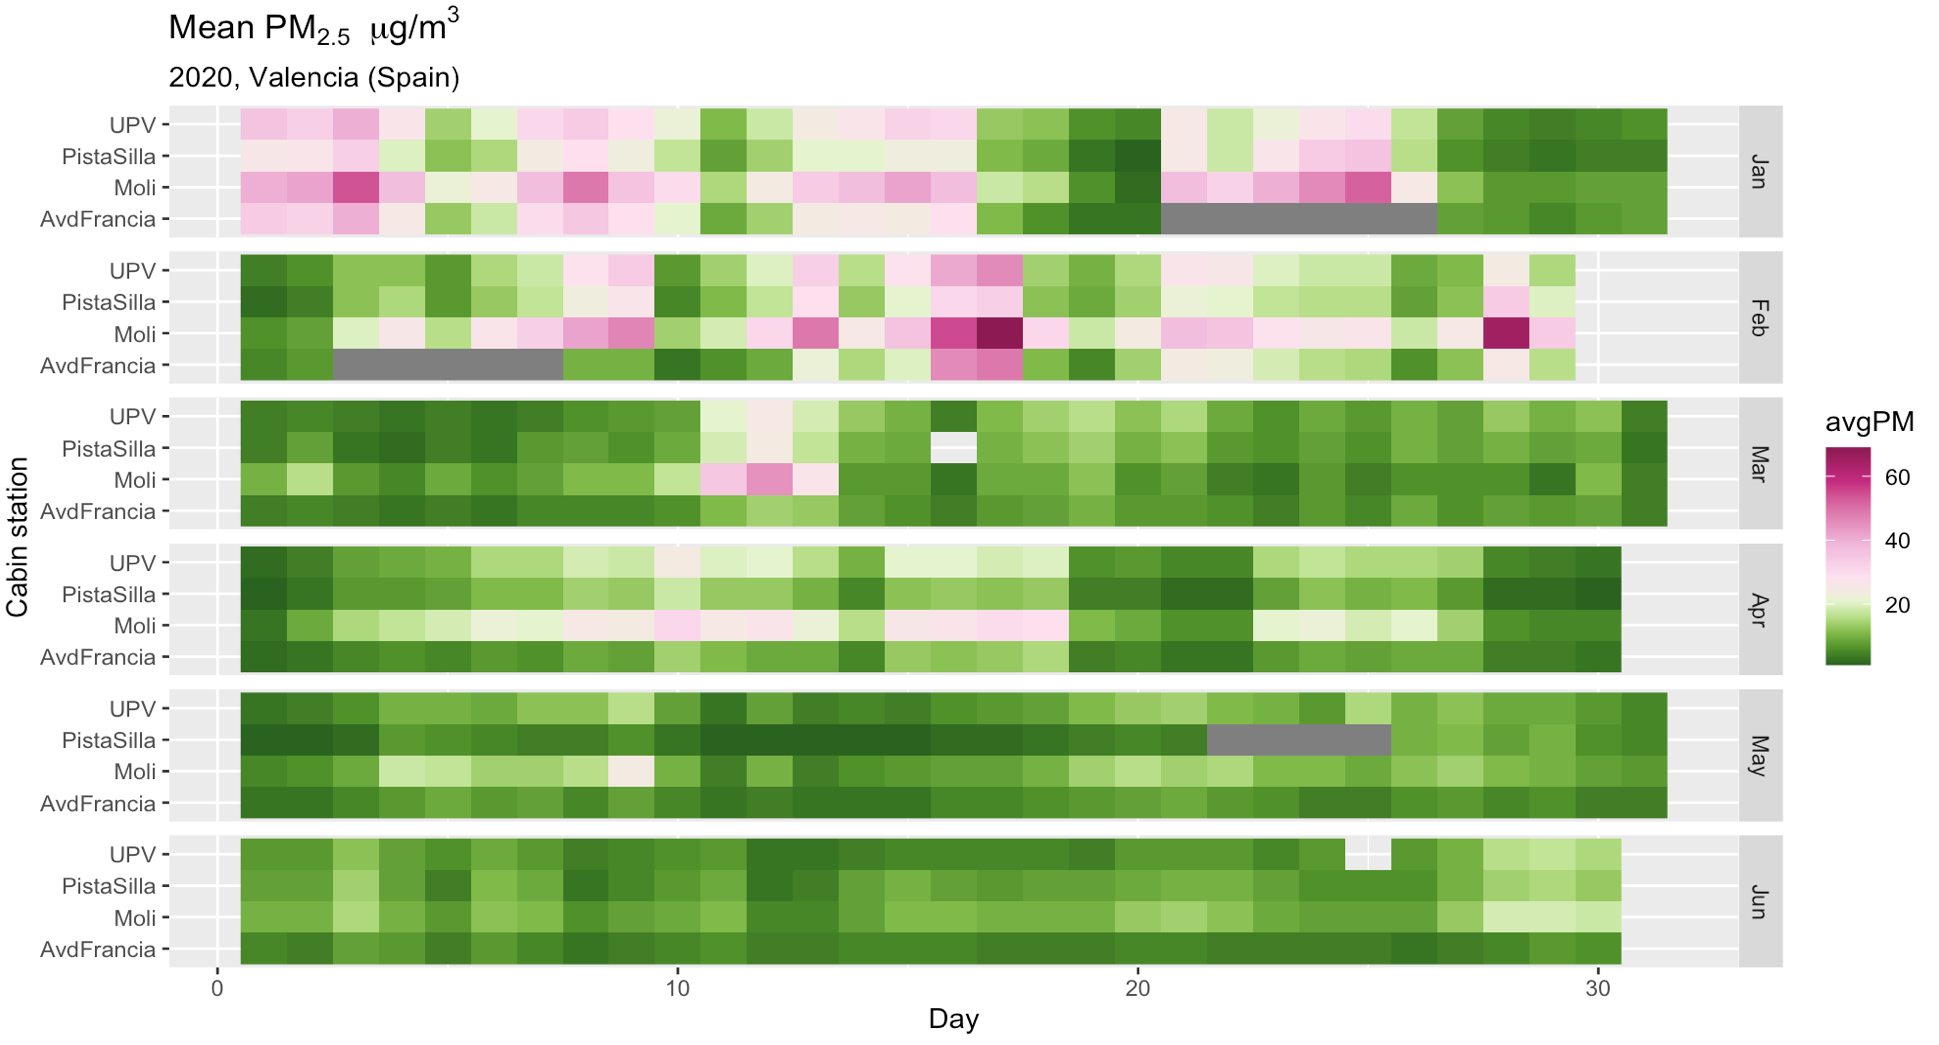 Mean PM2.5 μg/m3
2020, Valencia (Spain)
Cabin station
UPV
PistaSilla
Moli
AvdFrancia
Jan
UPV
PistaSilla
Moli
AvdFrancia
Feb
UPV
PistaSilla
Moli
AvdFrancia
Mar
UPV
PistaSilla
Moli
AvdFrancia
Apr
UPV
PistaSilla
Moli
AvdFrancia
May
UPV
PistaSilla
Moli
AvdFrancia
Jun
0 10 20 30
Day
avgPM
60
40
20